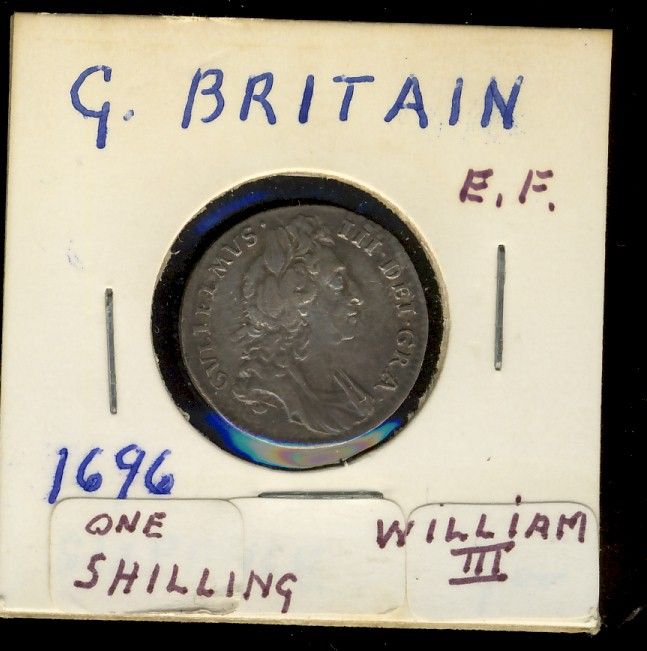 G. BRITAIN
E. F.
GVLIELMVS III·DEI·GRA·
1696
ONE
SHILLING
WILLIAM
III